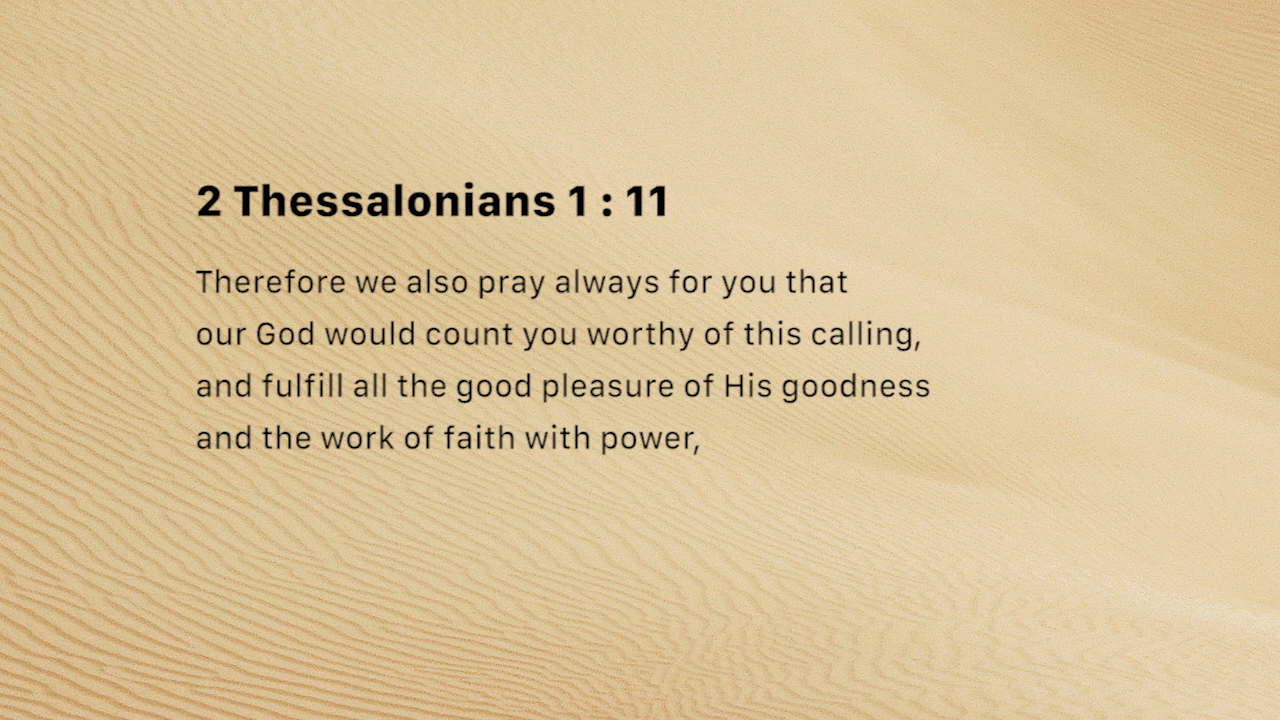 2 Thessalonians 1 : 11
Therefore we also pray always for you that
our God would count you worthy of this calling,
and fulfill all the good pleasure of His goodness
and the work of faith with power,